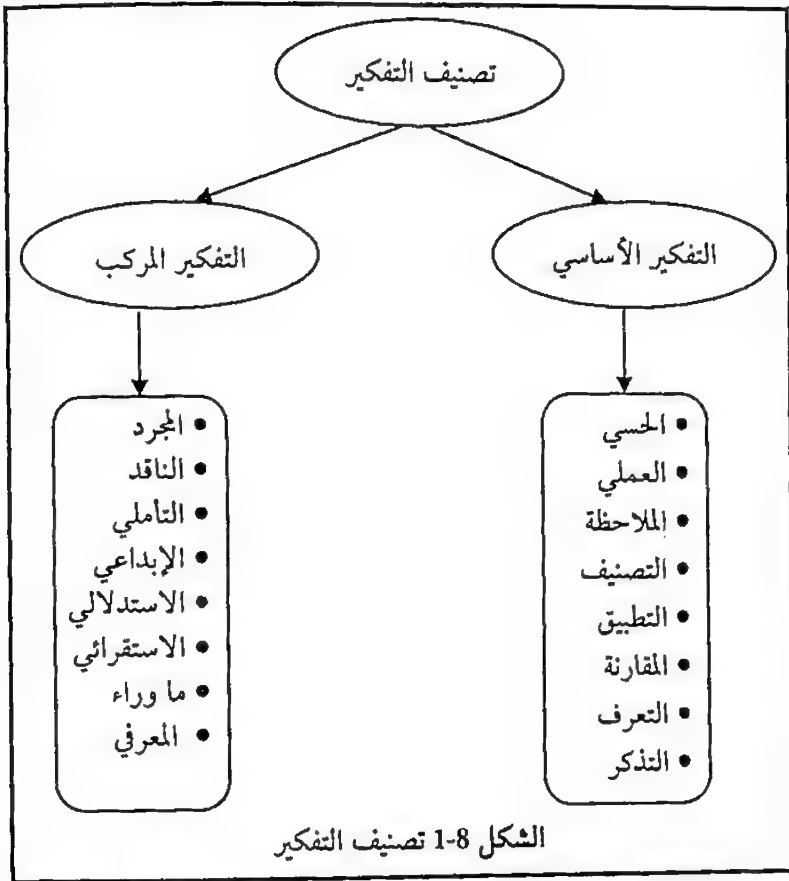 تصنيف التفكير
التفكير الأساسي
• الحسي
• العملي
• الملاحظة
• التصنيف
• التطبيق
• المقارنة
• التعرف
• التذكر
التفكير المركب
• المجرد
• الناقد
• التأملي
• الإبداعي
• الاستدلالي
• الاستقرائي
• ما وراء
• المعرفي
الشكل 8-1 تصنيف التفكير